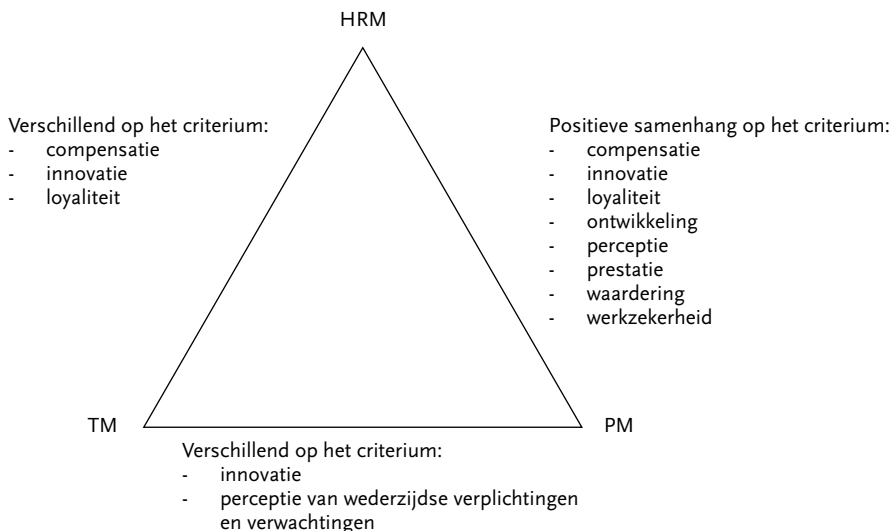 HRM
Verschillend op het criterium:
- compensatie
- innovatie
- loyaliteit
Positieve samenhang op het criterium:
- compensatie
- innovatie
- loyaliteit
- ontwikkeling
- perceptie
- prestatie
- waardering
- werkzekerheid
TM
PM
Verschillend op het criterium:
- innovatie
- perceptie van wederzijdse verplichtingen
en verwachtingen